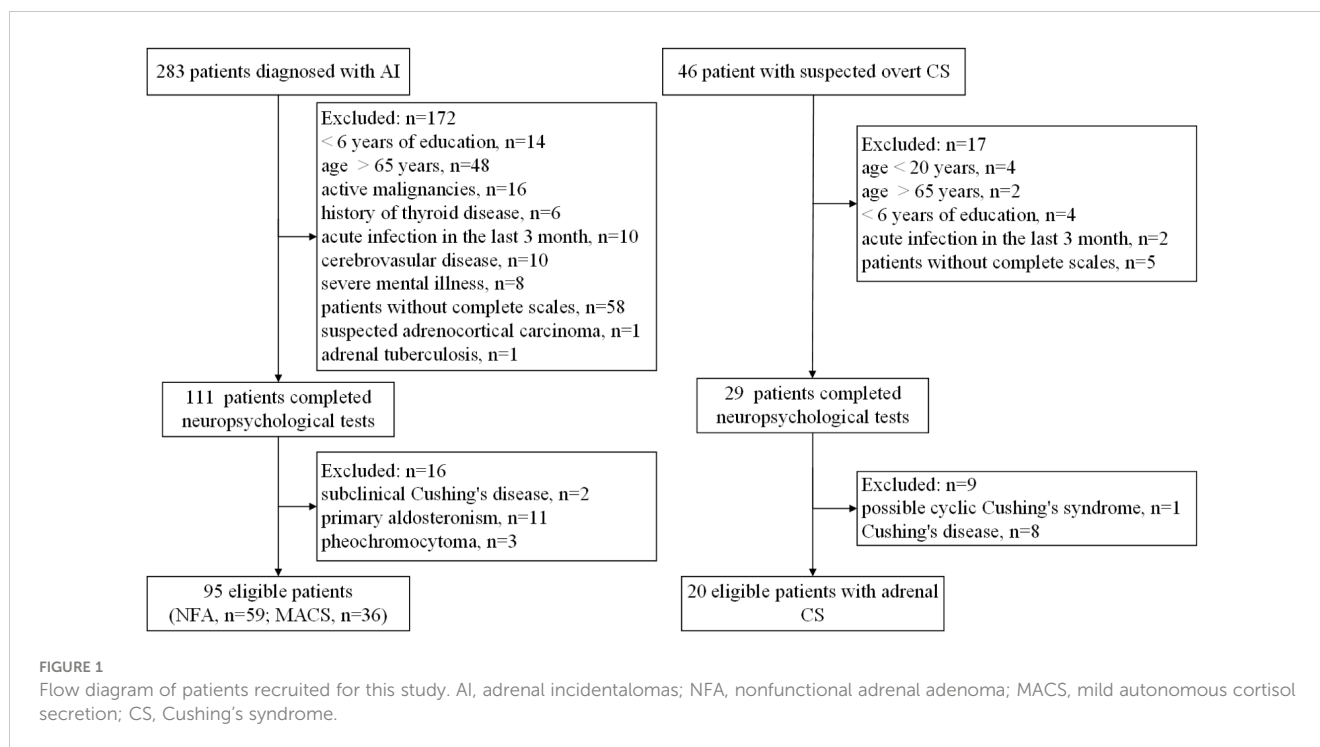 283 patients diagnosed with AI
Excluded: n=172
< 6 years of education, n=14
age > 65 years, n=48
active malignancies, n=16
history of thyroid disease, n=6
acute infection in the last 3 month, n=10
cerebrovascular disease, n=10
severe mental illness, n=8
patients without complete scales, n=58
suspected adrenocortical carcinoma, n=1
adrenal tuberculosis, n=1
111 patients completed
neuropsychological tests
Excluded: n=16
subclinical Cushing's disease, n=2
primary aldosteronism, n=11
pheochromocytoma, n=3
95 eligible patients
(NFA, n=59; MACS, n=36)
46 patient with suspected overt CS
Excluded: n=17
age < 20 years, n=4
age > 65 years, n=2
< 6 years of education, n=4
acute infection in the last 3 month, n=2
patients without complete scales, n=5
29 patients completed
neuropsychological tests
Excluded: n=9
possible cyclic Cushing's syndrome, n=1
Cushing's disease, n=8
20 eligible patients with adrenal
CS
FIGURE 1
Flow diagram of patients recruited for this study. AI, adrenal incidentalomas; NFA, nonfunctional adrenal adenoma; MACS, mild autonomous cortisol
secretion; CS, Cushing’s syndrome.